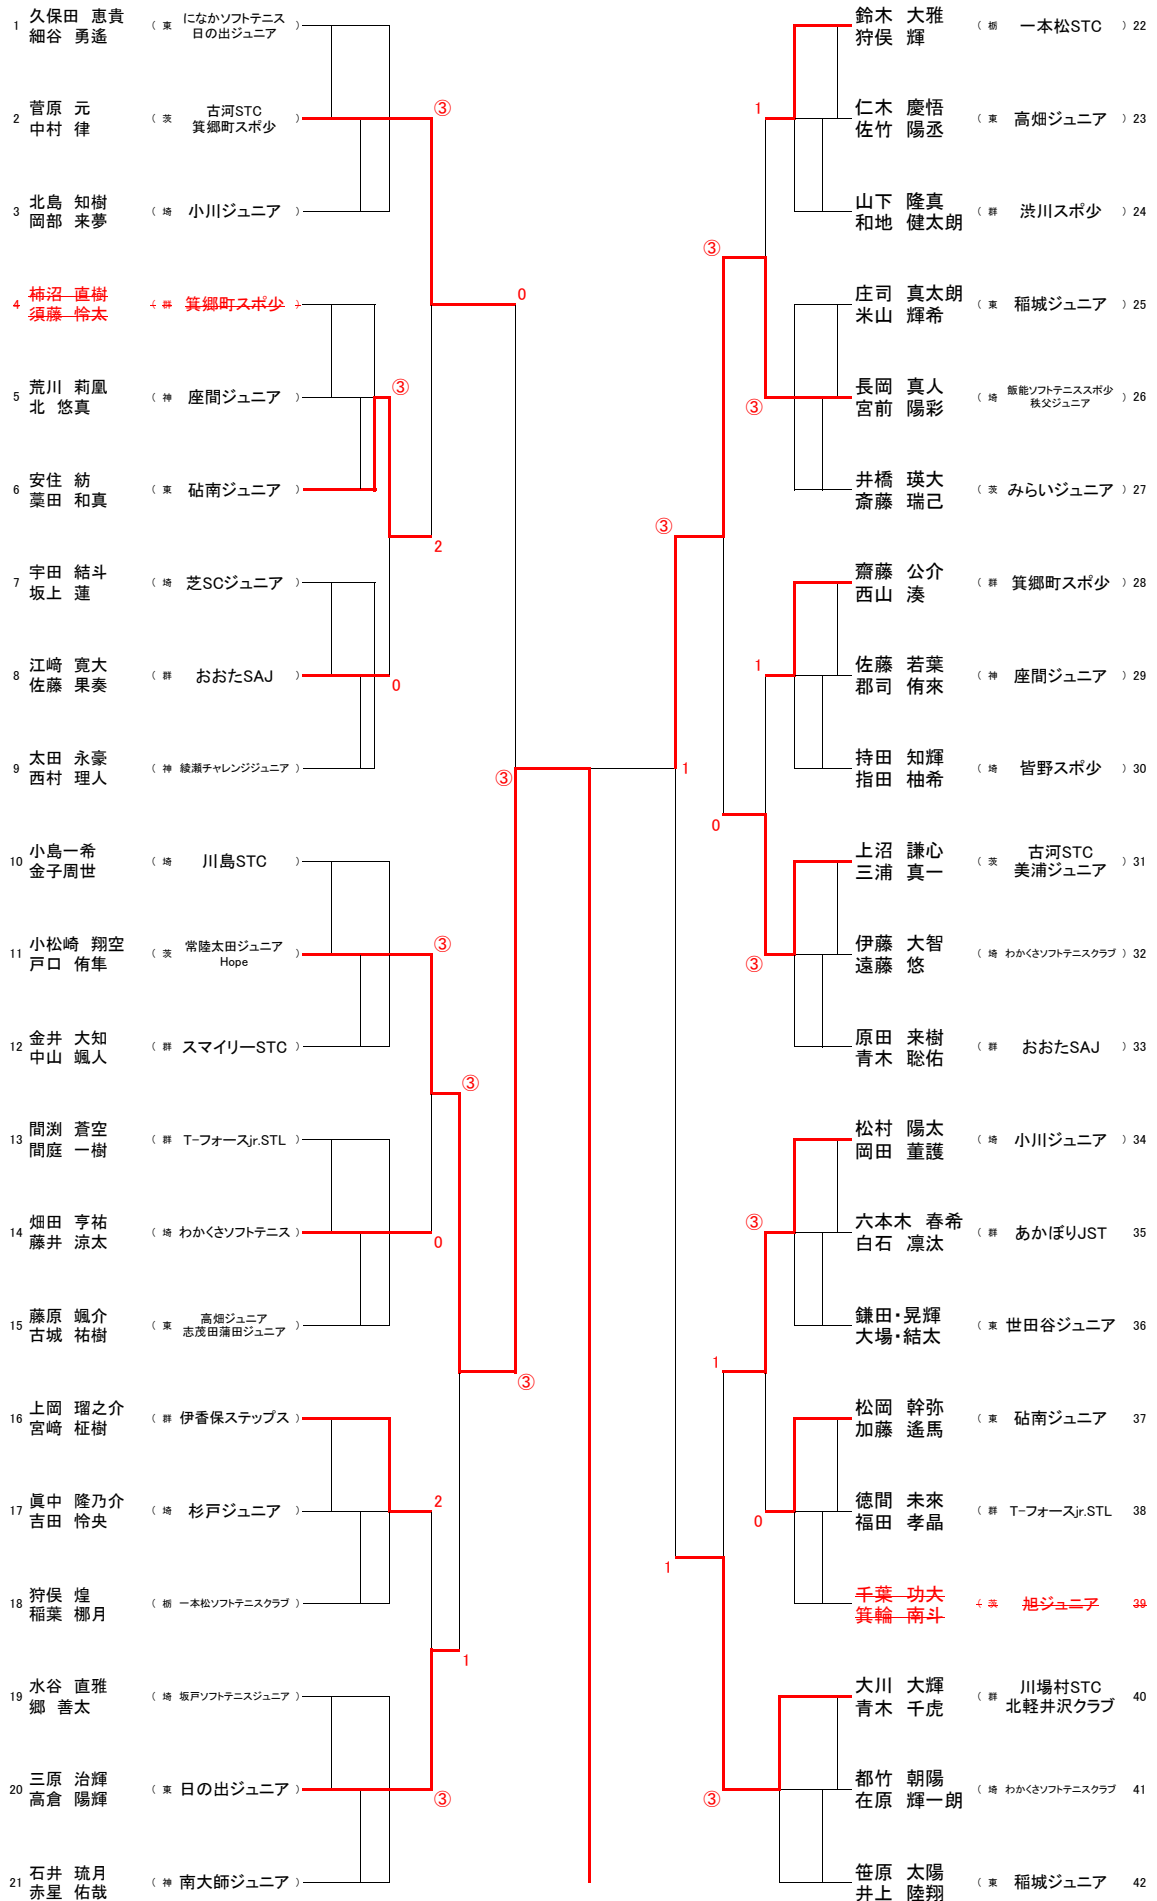 1 久保田 恵貴
細谷 勇遙
（ 東 になかソフトテニス
日の出ジュニア ）
2 菅原 元
中村 律
（ 茨 古河STC
箕郷町スポ少 ）
3 北島 知樹
岡部 来夢
（ 埼 小川ジュニア ）
4 柿沼 直樹
須藤 怜太
（ 群 箕郷町スポ少 ）
5 荒川 莉凰
北 悠真
（ 神 座間ジュニア ）
6 安住 紡
藁田 和真
（ 東 砧南ジュニア ）
7 宇田 結斗
坂上 蓮
（ 埼 芝SCジュニア ）
8 江﨑 寛大
佐藤 果奏
（ 群 おおたSAJ ）
9 太田 永豪
西村 理人
（ 神 綾瀬チャレンジジュニア ）
10 小島一希
金子周世
（ 埼 川島STC ）
11 小松崎 翔空
戸口 侑隼
（ 茨 常陸太田ジュニア
Hope ）
12 金井 大知
中山 颯人
（ 群 スマイリーSTC ）
13 間渕 蒼空
間庭 一樹
（ 群 T-フォースjr.STL ）
14 畑田 亨祐
藤井 涼太
（ 埼 わかくさソフトテニス ）
15 藤原 颯介
古城 祐樹
（ 東 高畑ジュニア
志茂田蒲田ジュニア ）
16 上岡 瑠之介
宮﨑 柾樹
（ 群 伊香保ステップス ）
17 眞中 隆乃介
吉田 怜央
（ 埼 杉戸ジュニア ）
18 狩俣 煌
稲葉 梛月
（ 栃 一本松ソフトテニスクラブ ）
19 水谷 直雅
郷 善太
（ 埼 坂戸ソフトテニスジュニア ）
20 三原 治輝
高倉 陽輝
（ 東 日の出ジュニア ）
21 石井 琉月
赤星 佑哉
（ 神 南大師ジュニア ）
③
0
③
2
0
③
③
③
0
③
2
1
③
鈴木 大雅
狩俣 輝
（ 栃 一本松STC ） 22
仁木 慶悟
佐竹 陽丞
（ 東 高畑ジュニア ） 23
山下 隆真
和地 健太朗
（ 群 渋川スポ少 ） 24
庄司 真太朗
米山 輝希
（ 東 稲城ジュニア ） 25
長岡 真人
宮前 陽彩
（ 埼 飯能ソフトテニススポ少
秩父ジュニア ） 26
井橋 瑛大
斎藤 瑞己
（ 茨 みらいジュニア ） 27
齋藤 公介
西山 湊
（ 群 箕郷町スポ少 ） 28
佐藤 若葉
郡司 侑來
（ 神 座間ジュニア ） 29
持田 知輝
指田 柚希
（ 埼 皆野スポ少 ） 30
上沼 謙心
三浦 真一
（ 茨 古河STC
美浦ジュニア ） 31
伊藤 大智
遠藤 悠
（ 埼 わかくさソフトテニスクラブ ） 32
原田 来樹
青木 聡佑
（ 群 おおたSAJ ） 33
松村 陽太
岡田 董護
（ 埼 小川ジュニア ） 34
六本木 春希
白石 凛汰
（ 群 あかぼりJST 35
鎌田・晃輝
大場・結太
（ 東 世田谷ジュニア 36
松岡 幹弥
加藤 遙馬
（ 東 砧南ジュニア 37
徳間 未來
福田 孝晶
（ 群 T-フォースjr.STL 38
千葉 功大
箕輪 南斗
（ 茨 旭ジュニア 39
大川 大輝
青木 千虎
（ 群 川場村STC
北軽井沢クラブ 40
都竹 朝陽
在原 輝一朗
（ 埼 わかくさソフトテニスクラブ 41
笹原 太陽
井上 陸翔
（ 東 稲城ジュニア 42
1
③
③
③
1
1
0
③
③
1
0
1
③